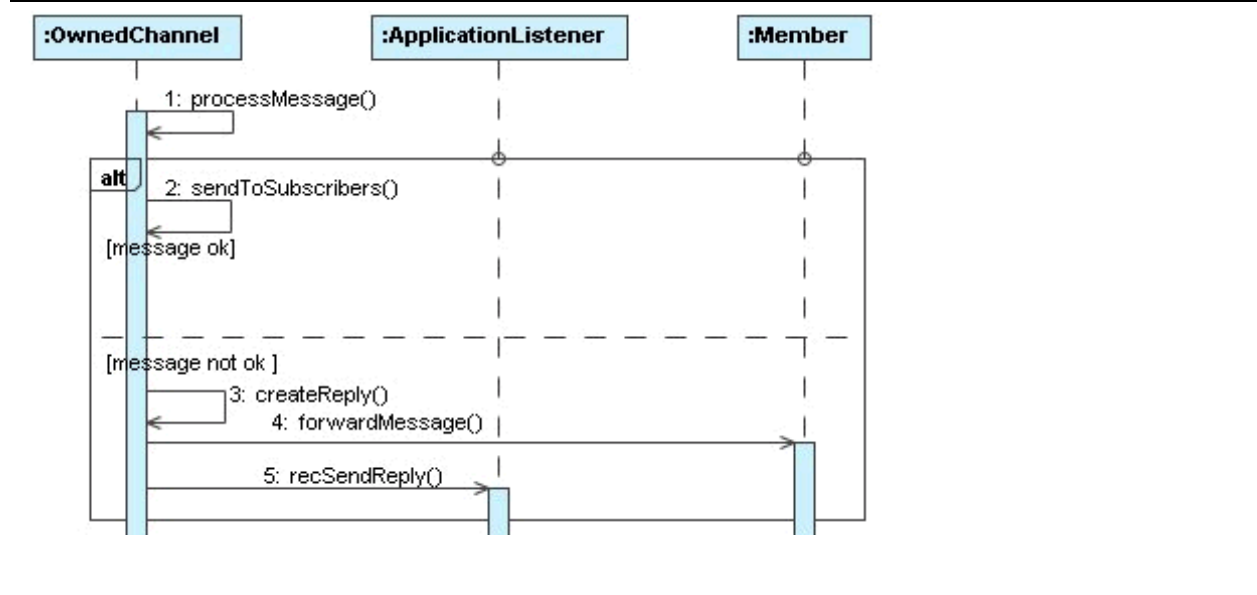 :OwnedChannel
:ApplicationListener
:Member
1: processMessage()
alt
2: sendToSubscribers()
[message ok]
[message not ok ]
3: createReply()
4: forwardMessage()
5: recSendReply()